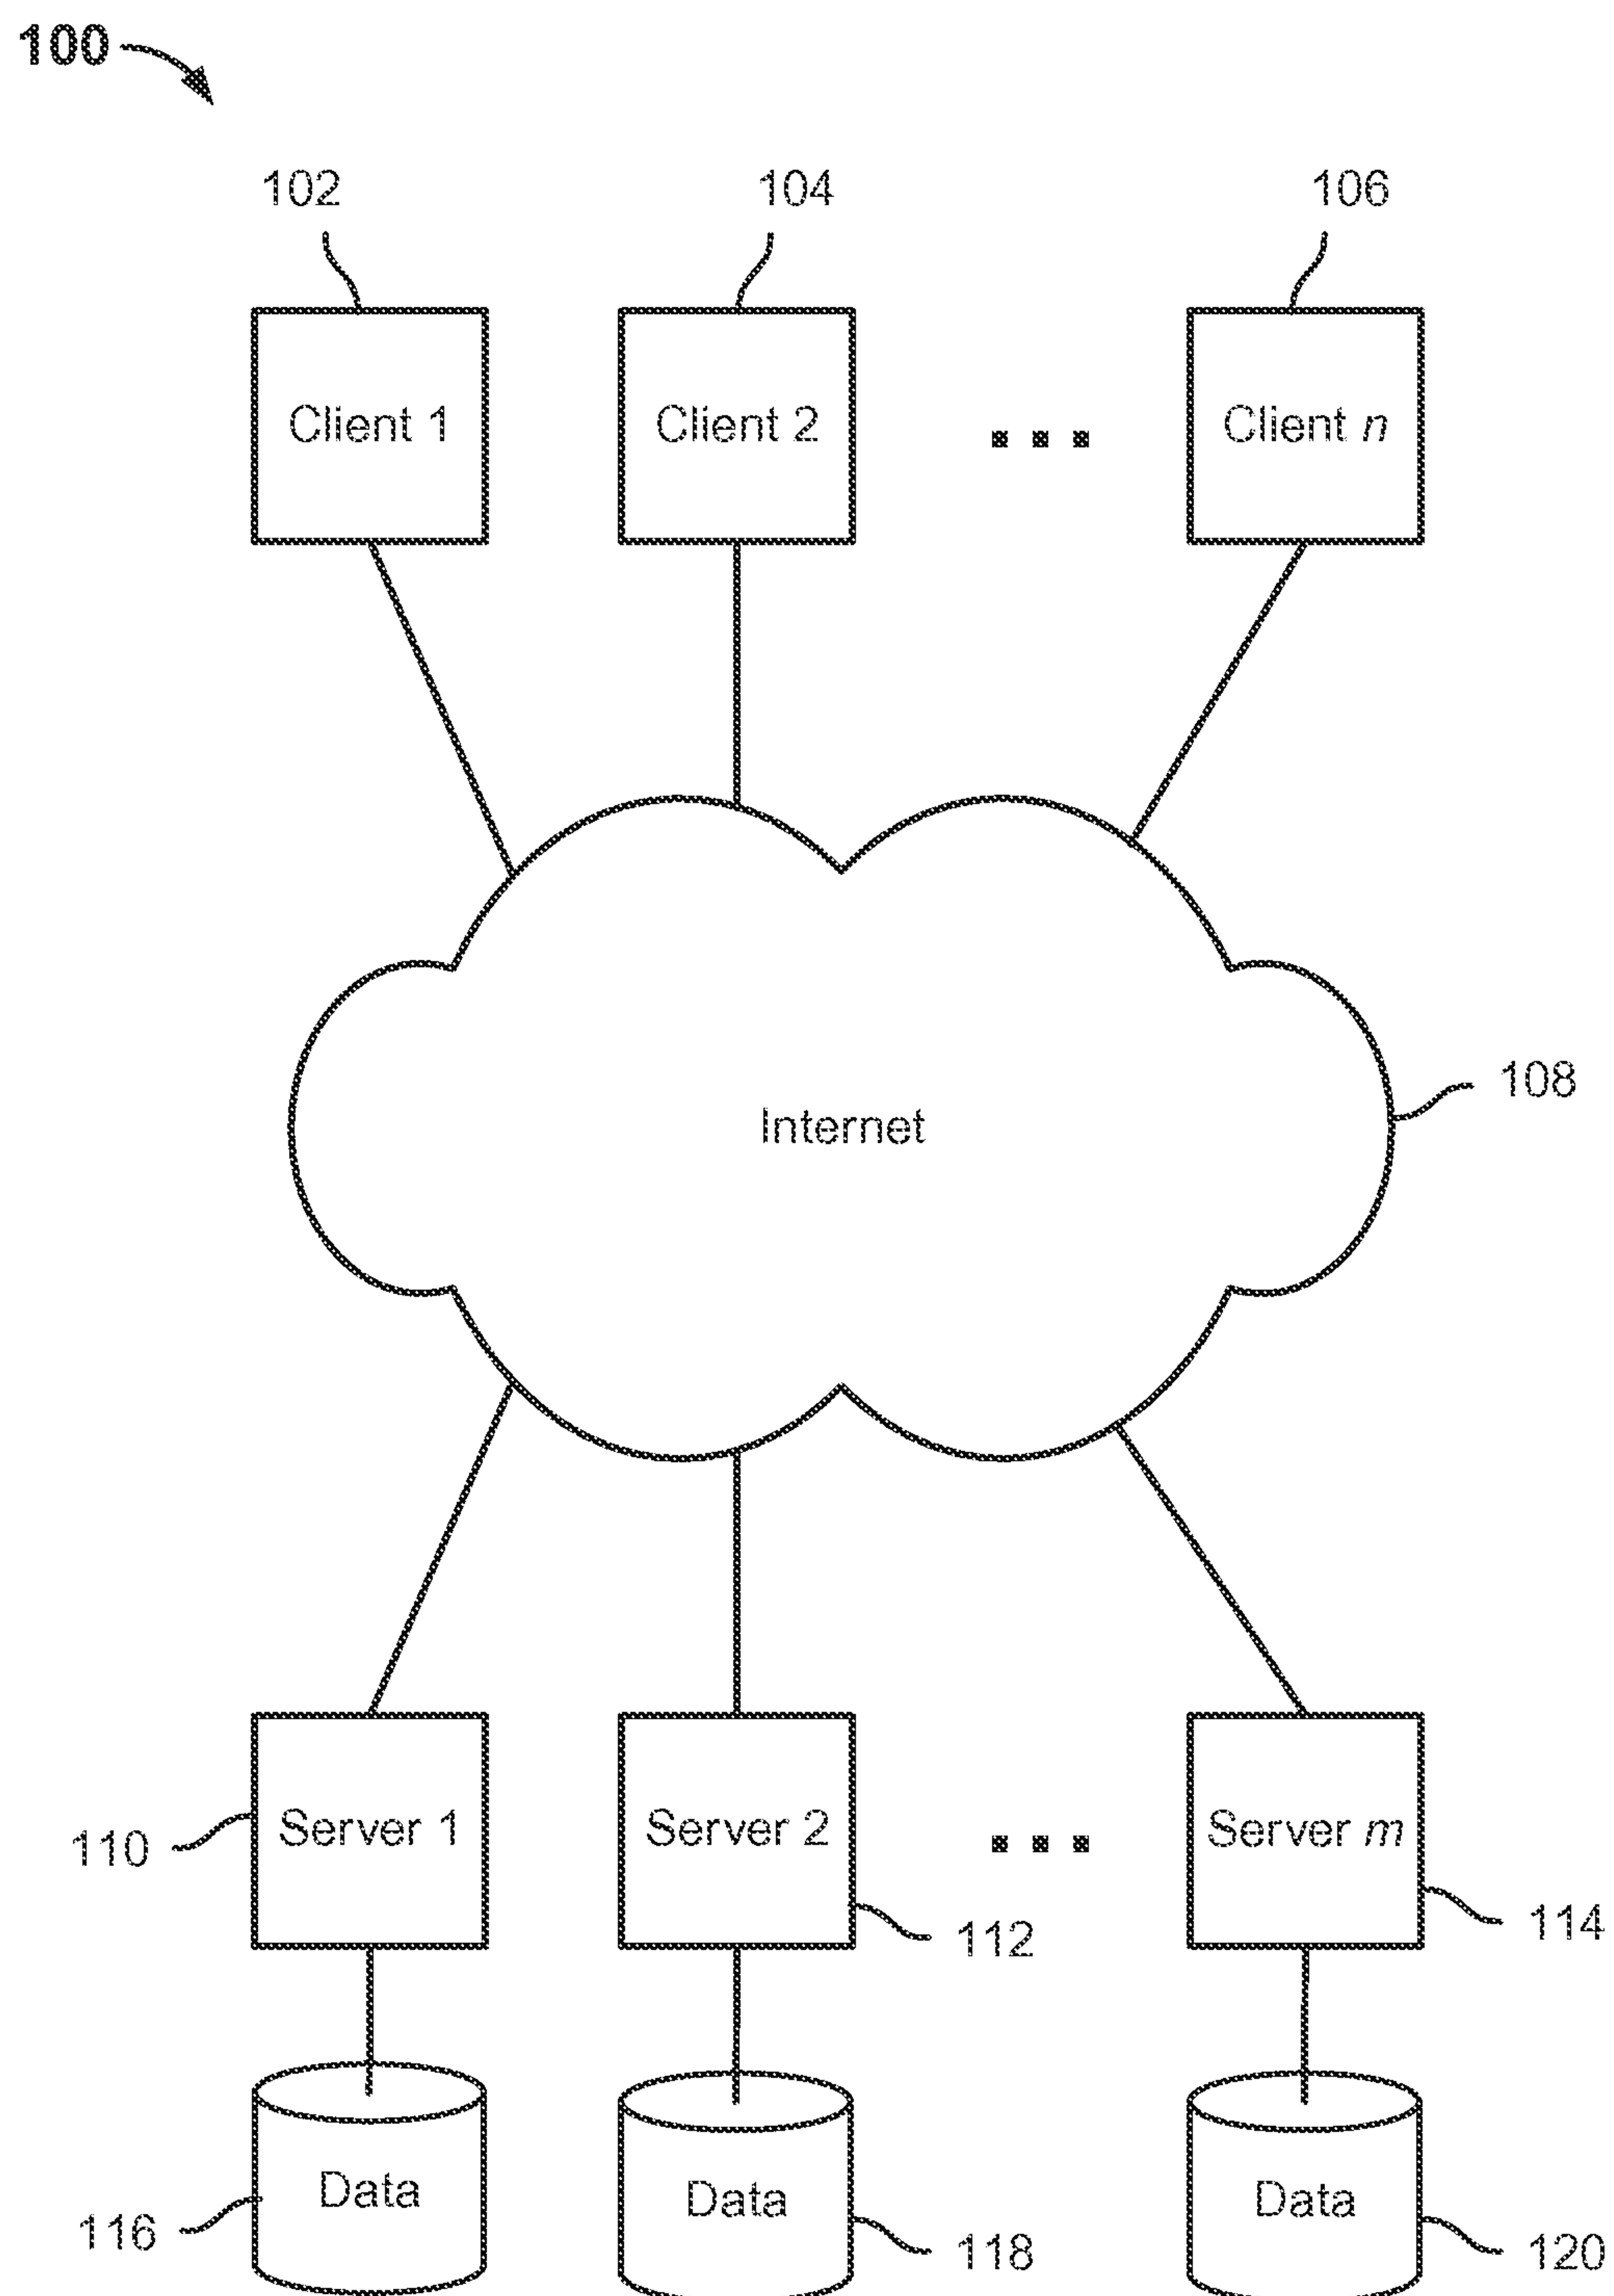 100
102 104 106
Client 1 Client 2 ... Client n
Internet
108
Server 1 Server 2 ... Server m
110
112
114
Data Data Data
116
118
120